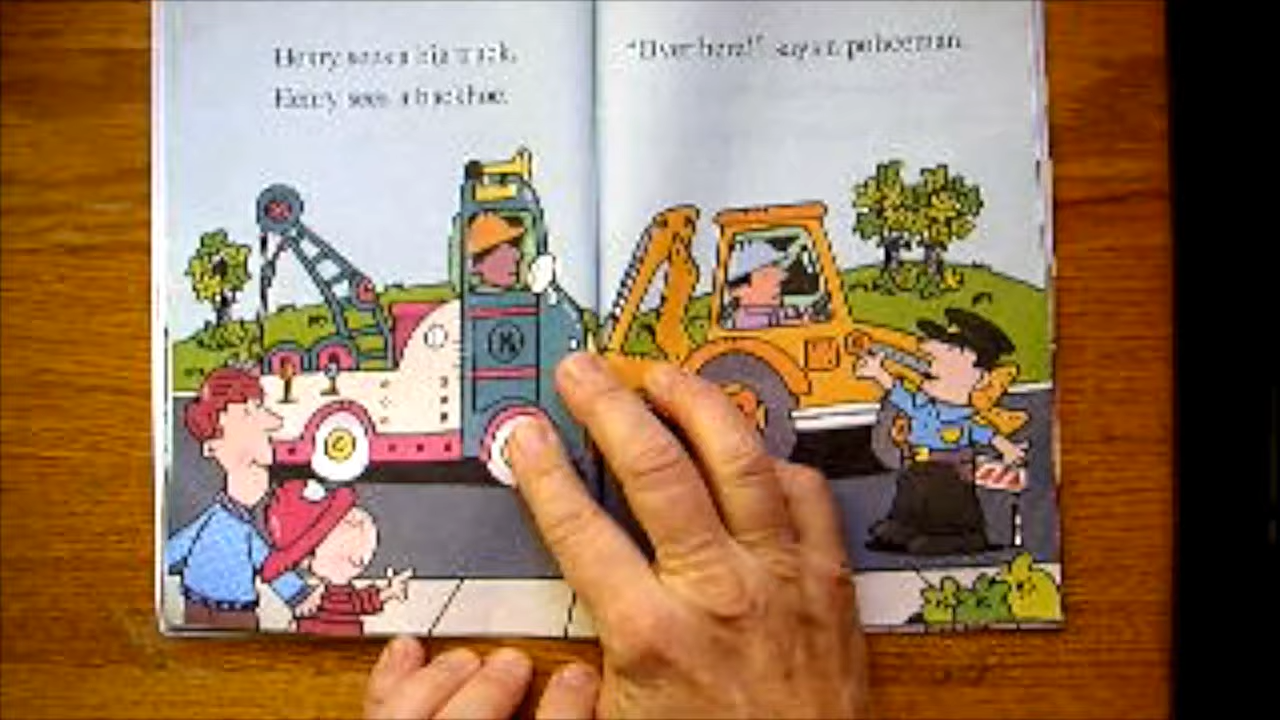 Henry sees a big truck.
Henry sees a backhoe.
"Over here!" says a policeman.
K